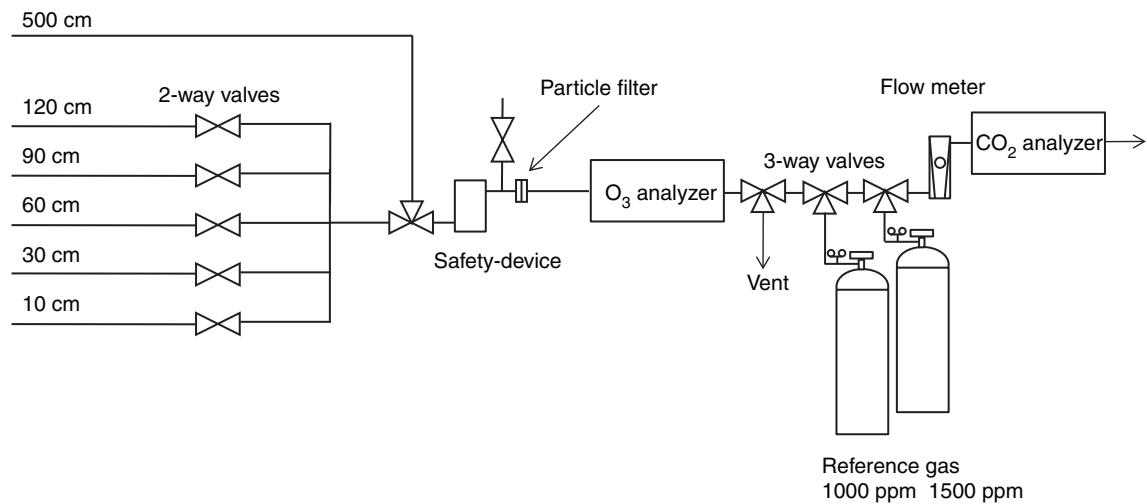 500 cm
120 cm
2-way valves
90 cm
60 cm
30 cm
10 cm
Safety-device
Particle filter
O₃ analyzer
3-way valves
Vent
Flow meter
CO₂ analyzer
Reference gas
1000 ppm 1500 ppm